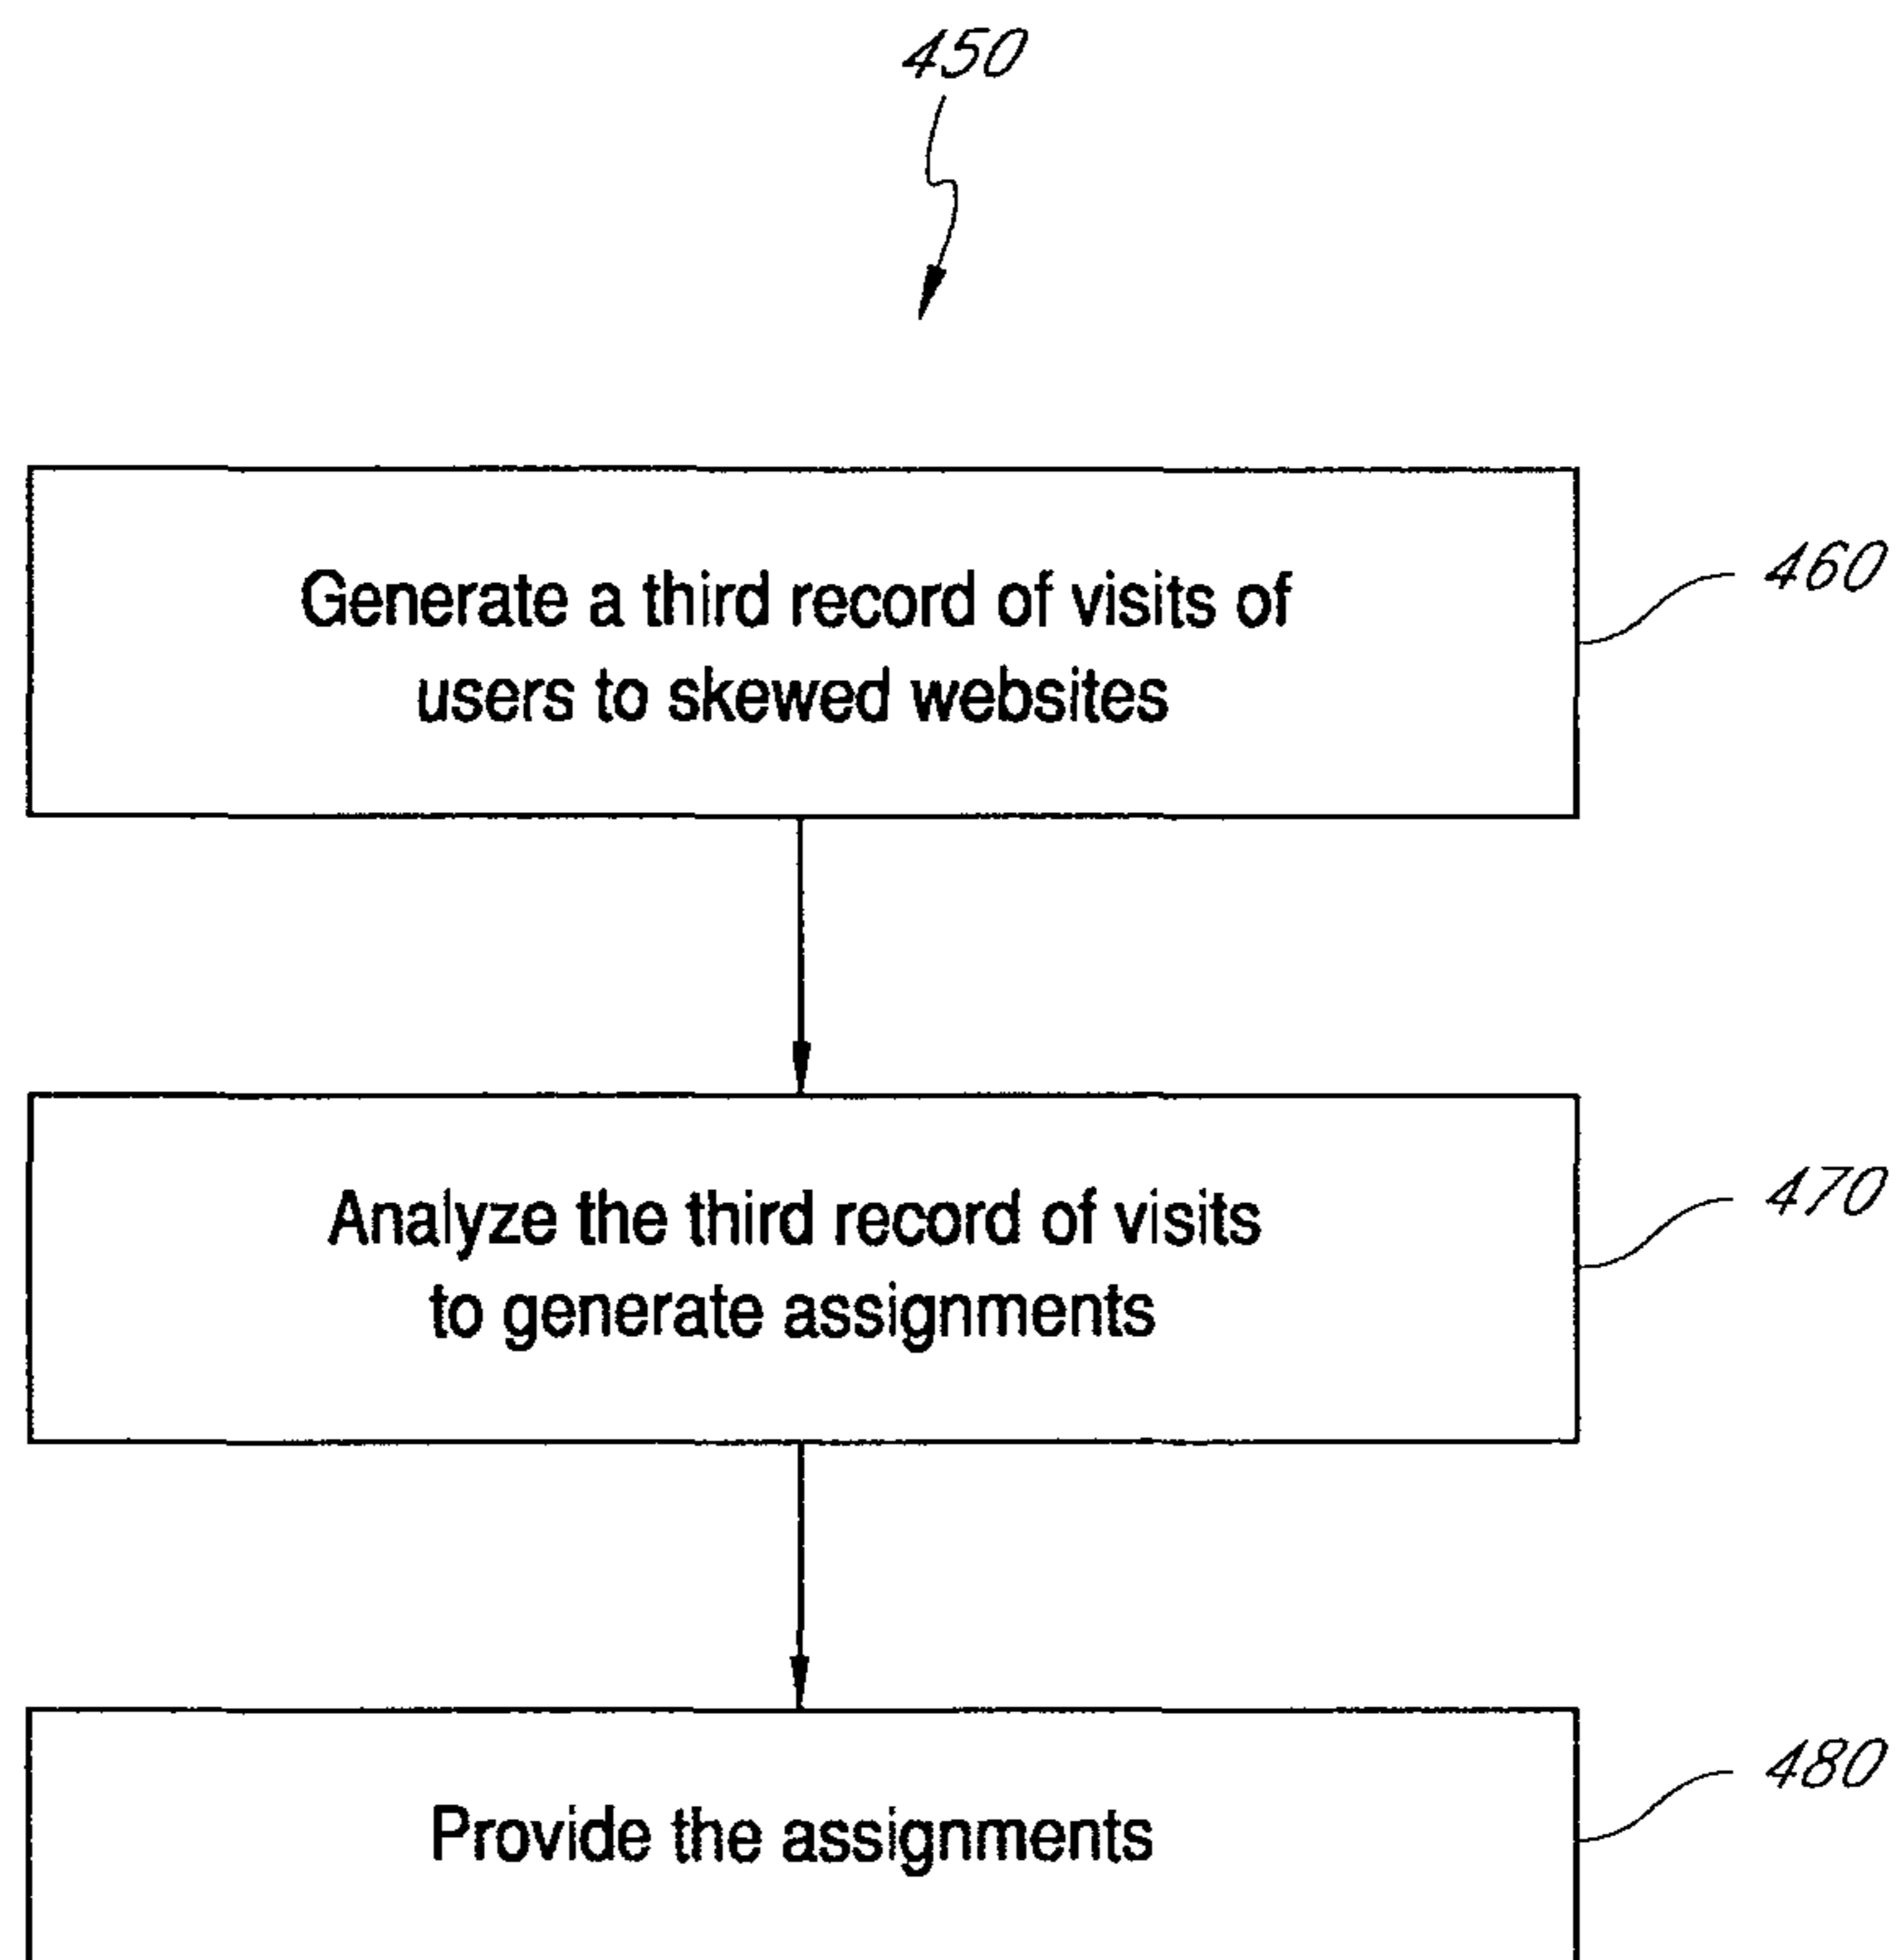 450
Generate a third record of visits of
users to skewed websites
460
Analyze the third record of visits
to generate assignments
470
Provide the assignments
480